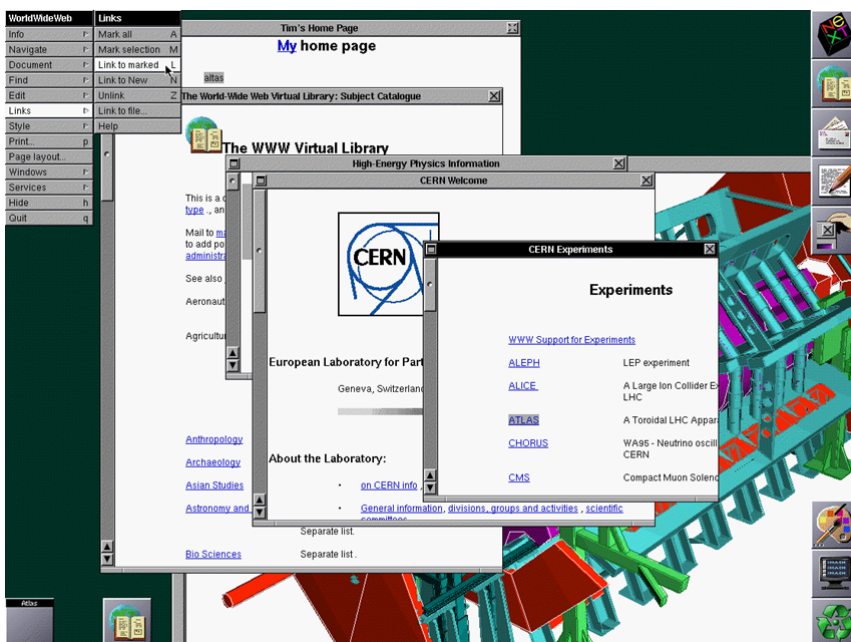 WorldWideWeb
Info
Navigate
Document
Find
Edit
Links
Style
Print... p
Page layout...
Windows
Services
Hide h
Quit q
Links
Mark all A
Mark selection M
Link to marked L
Link to New N
Unlink Z
Link to file...
Help
Tim's Home Page
My home page
atlas
The World-Wide Web Virtual Library: Subject Catalogue
The WWW Virtual Library
This is a
type ., an
Mail to
to add po
See also
Aeronaut
Agricultu
Anthropology
Archaeology
Asian Studies
Astronomy and
Separate list.
Bio Sciences Separate list .
High-Energy Physics Information
CERN Welcome
CERN
European Laboratory for Part
Geneva, Switzerland
About the Laboratory:
· on CERN info ,
· General information, divisions, groups and activities , scientific
committees
CERN Experiments
Experiments
WWW Support for Experiments
ALEPH LEP experiment
ALICE A Large Ion Collider Ex
LHC
ATLAS A Toroidal LHC Appar
CHORUS WA95 - Neutrino oscill
CERN
CMS Compact Muon Soleno
NeXT
Atlas